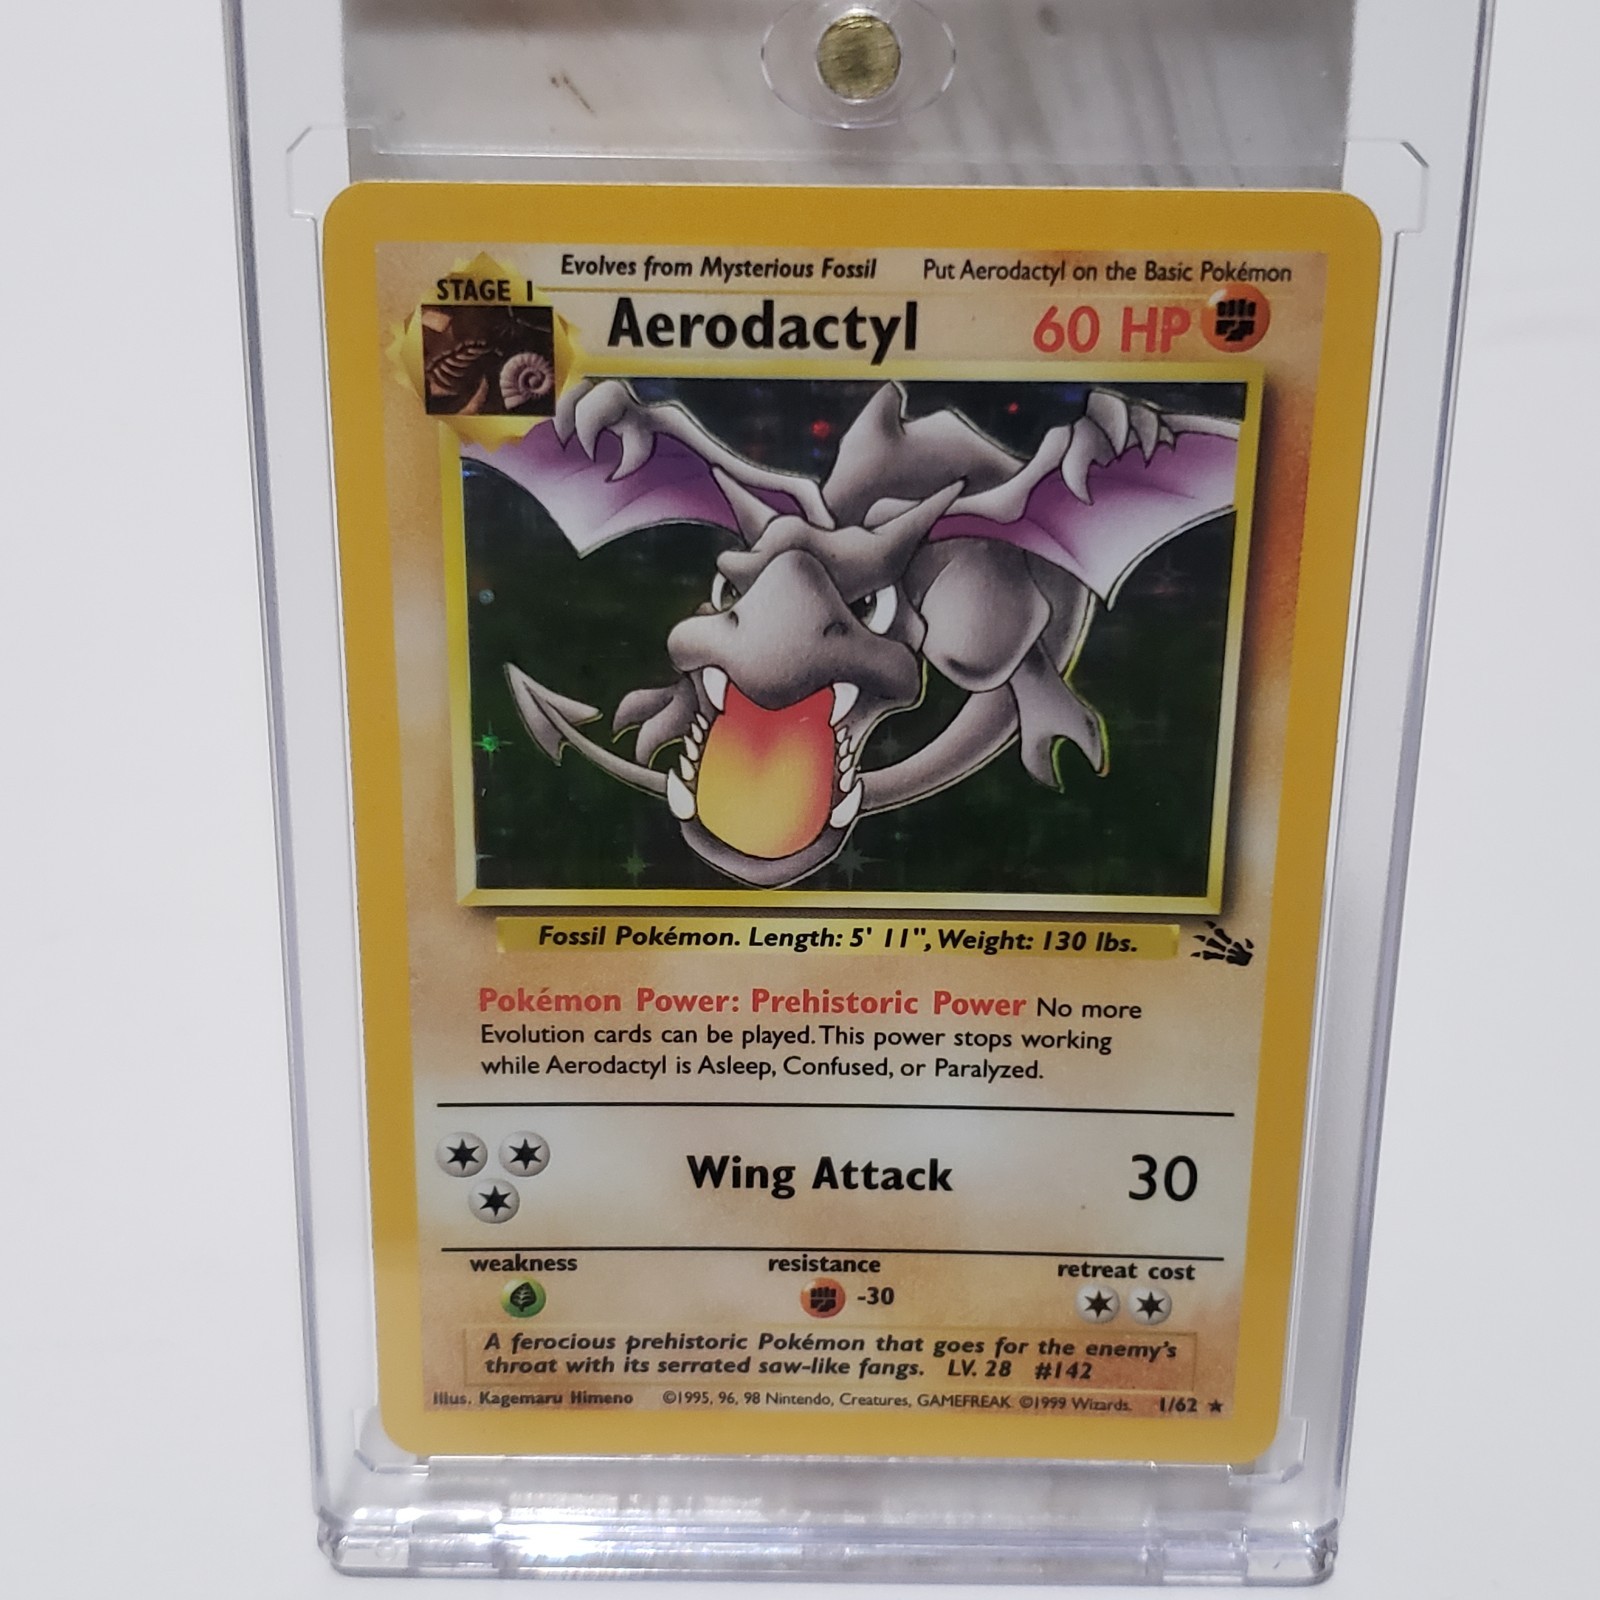 Evolves from Mysterious Fossil Put Aerodactyl on the Basic Pokémon
STAGE 1
Aerodactyl 60 HP
Fossil Pokémon. Length: 5' 11", Weight: 130 lbs.
Pokémon Power: Prehistoric Power No more
Evolution cards can be played. This power stops working
while Aerodactyl is Asleep, Confused, or Paralyzed.
Wing Attack 30
weakness resistance retreat cost
-30
A ferocious prehistoric Pokémon that goes for the enemy's
throat with its serrated saw-like fangs. LV. 28 #142
Illus. Kagemaru Himeno ©1995, 96, 98 Nintendo, Creatures, GAMEFREAK. ©1999 Wizards. 1/62 ★